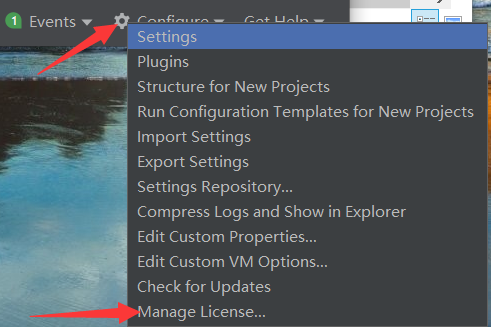 1 Events Configure Get Help
Settings
Plugins
Structure for New Projects
Run Configuration Templates for New Projects
Import Settings
Export Settings
Settings Repository...
Compress Logs and Show in Explorer
Edit Custom Properties...
Edit Custom VM Options...
Check for Updates
Manage License...